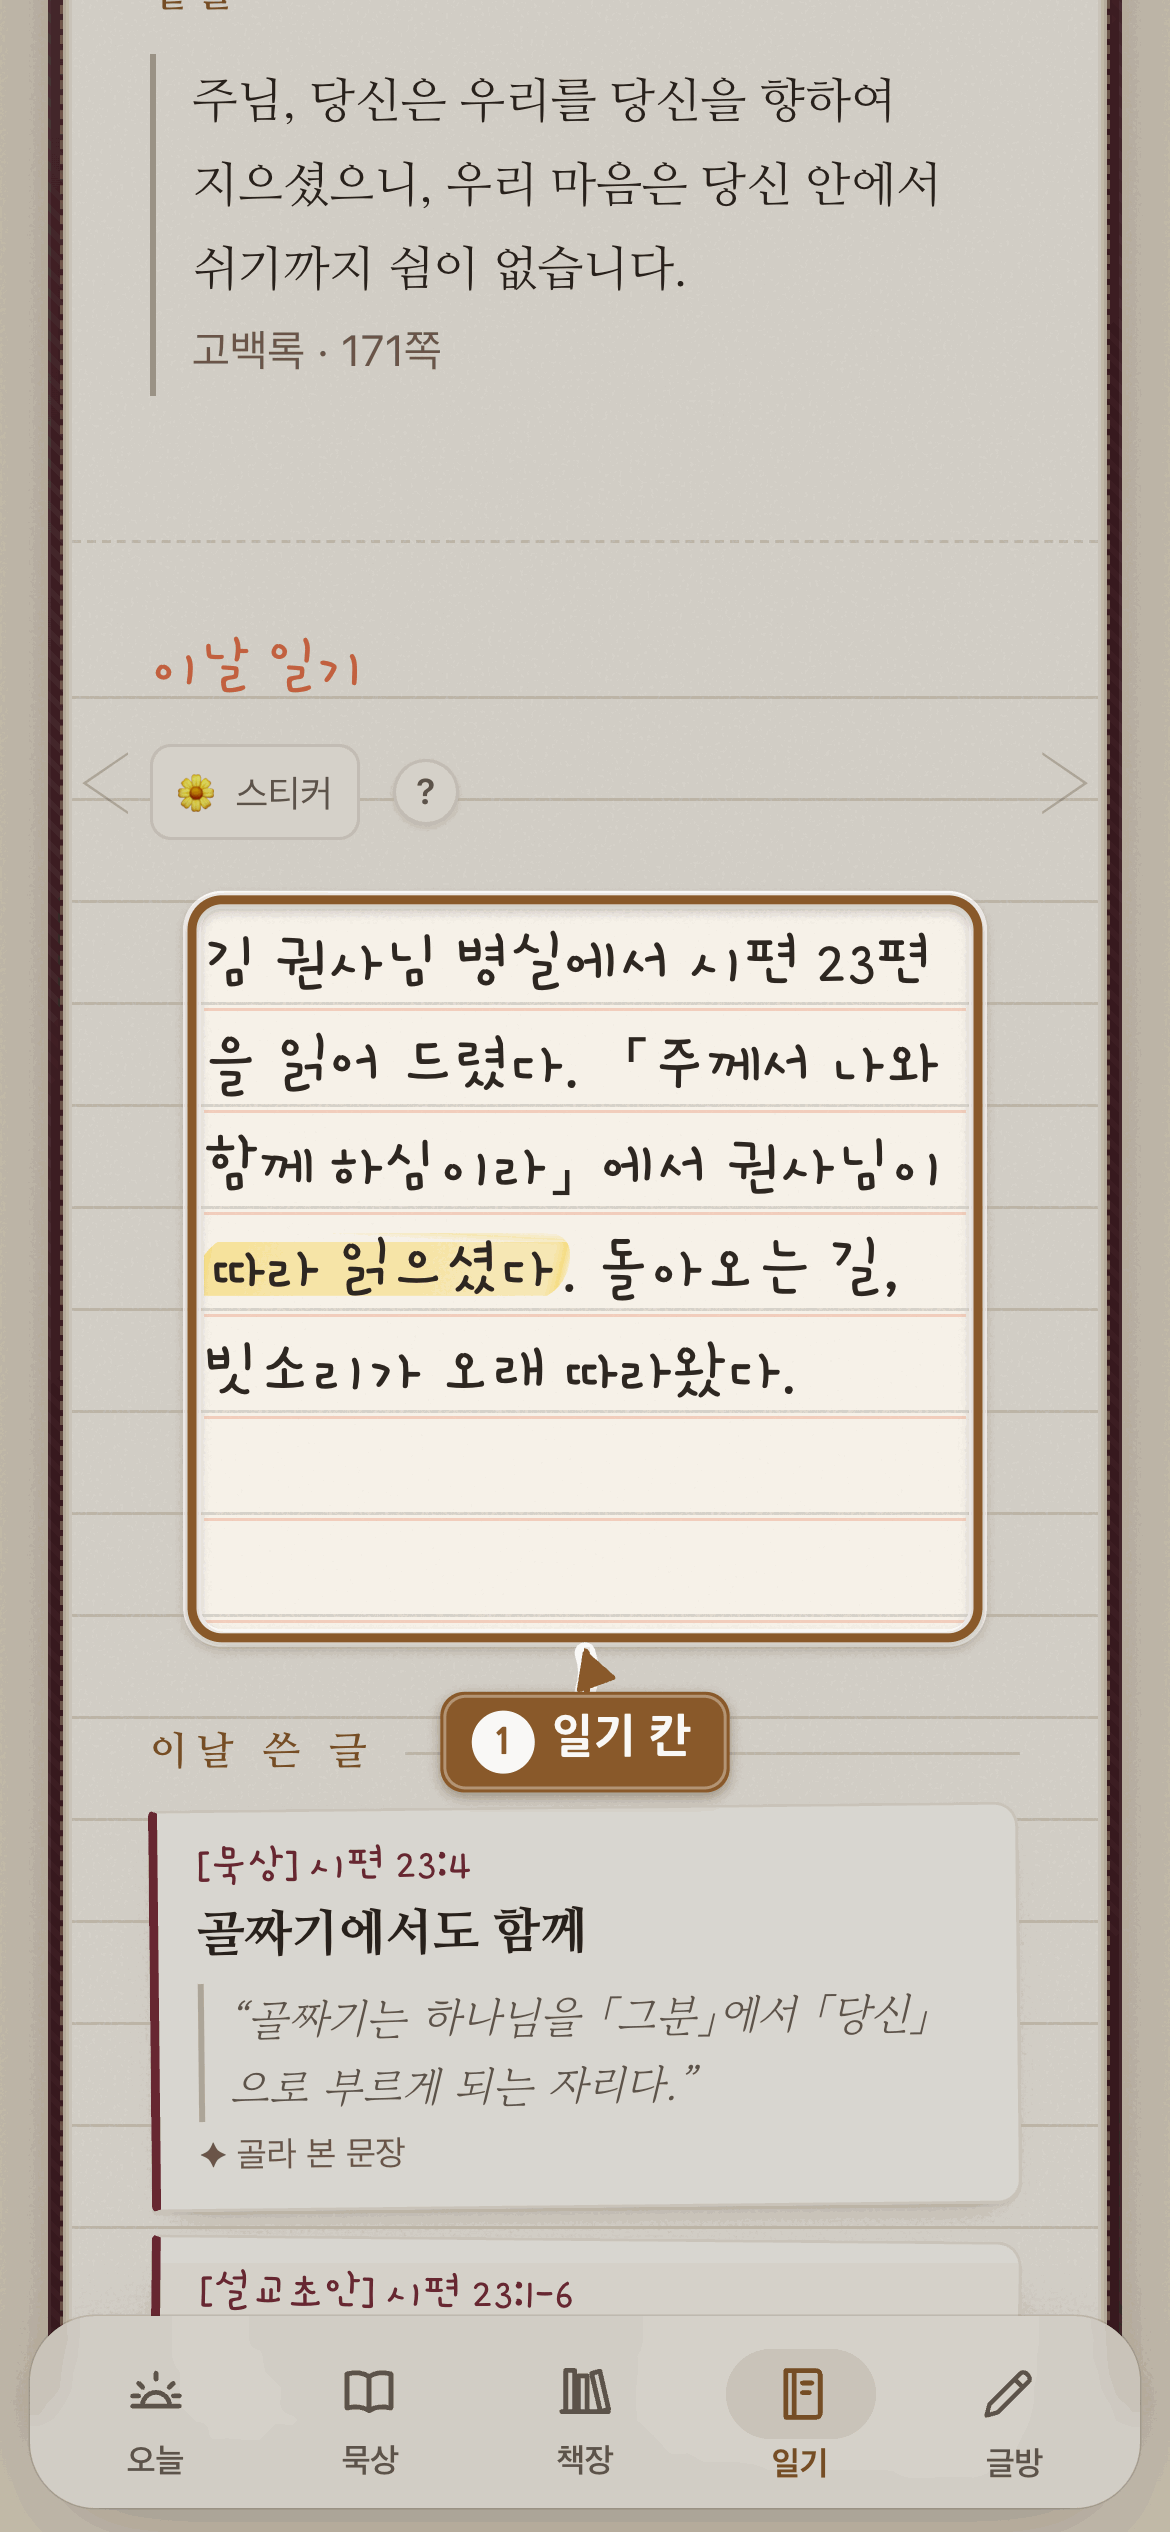 주님, 당신은 우리를 당신을 향하여
지으셨으니, 우리 마음은 당신 안에서
쉬기까지 쉼이 없습니다.
고백록 · 171쪽
이날 일기
스티커
?
김 권사님 병실에서 시편 23편
을 읽어 드렸다. 「주께서 나와
함께 하심이라」에서 권사님이
따라 읽으셨다. 돌아오는 길,
빗소리가 오래 따라왔다.
1 일기 칸
이날 쓴 글
[묵상] 시편 23:4
골짜기에서도 함께
“골짜기는 하나님을 「그분」에서 「당신」
으로 부르게 되는 자리다.”
✦ 골라 본 문장
[설교초안] 시편 23:1-6
오늘
묵상
책장
일기
글방